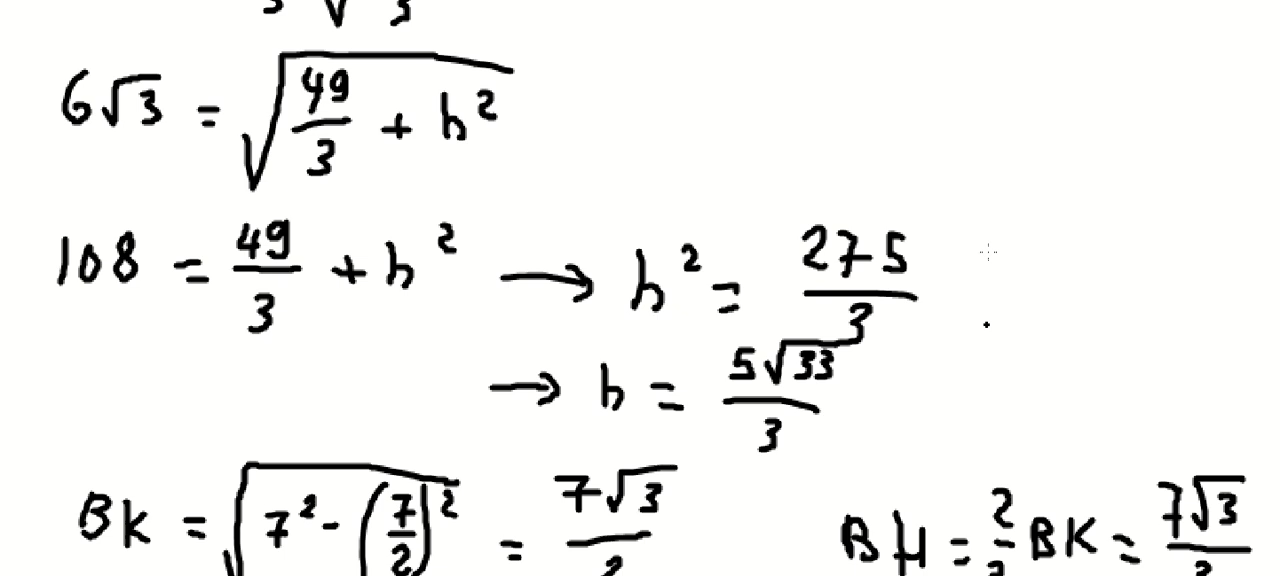 6√3 = √(49/3 + h²)
108 = 49/3 + h² → h² = 275/3
→ h = 5√33/3
BK = √(7² - (7/2)²) = 7√3/2 BH = 2/3 BK = 7√3/3